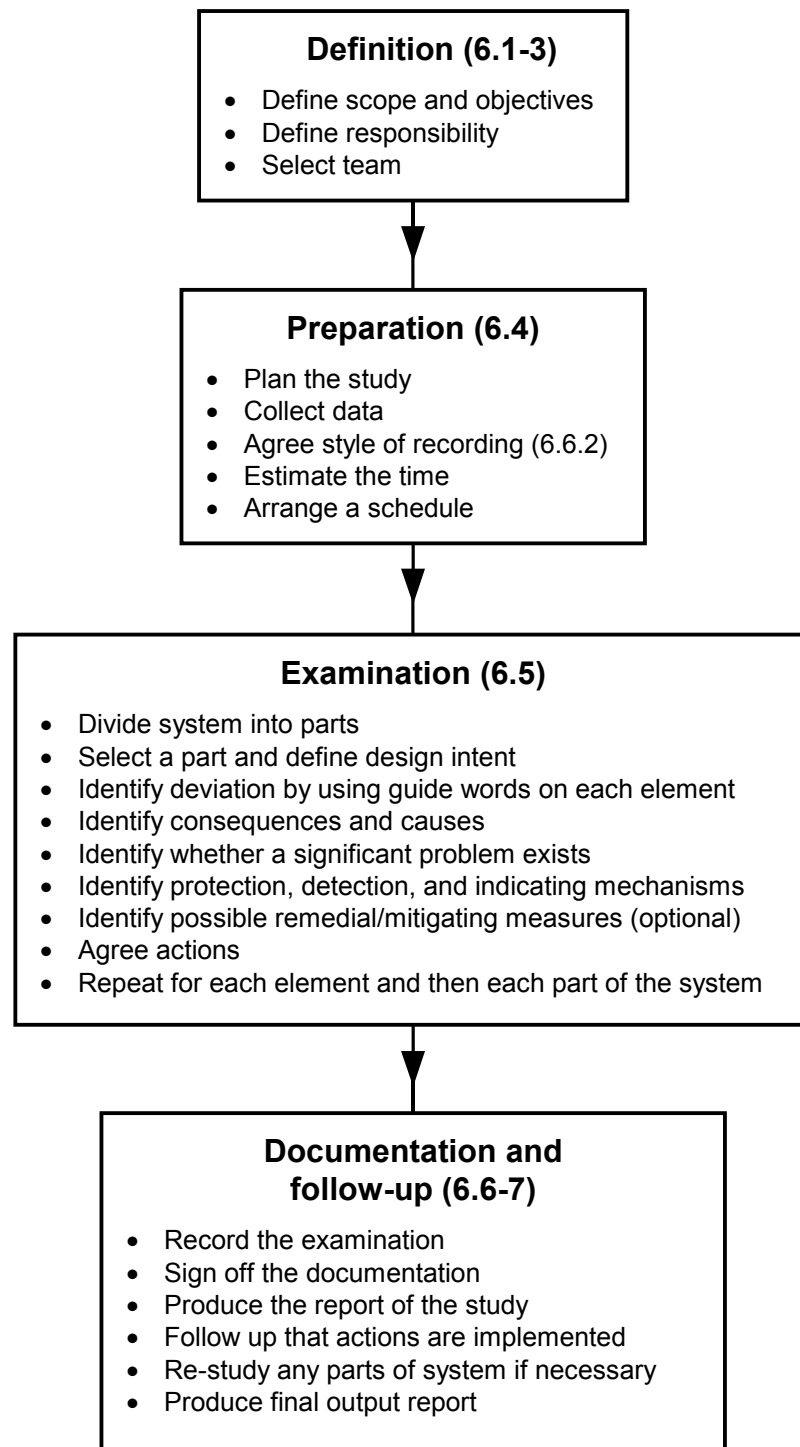 Definition (6.1-3)
• Define scope and objectives
• Define responsibility
• Select team
Preparation (6.4)
• Plan the study
• Collect data
• Agree style of recording (6.6.2)
• Estimate the time
• Arrange a schedule
Examination (6.5)
• Divide system into parts
• Select a part and define design intent
• Identify deviation by using guide words on each element
• Identify consequences and causes
• Identify whether a significant problem exists
• Identify protection, detection, and indicating mechanisms
• Identify possible remedial/mitigating measures (optional)
• Agree actions
• Repeat for each element and then each part of the system
Documentation and
follow-up (6.6-7)
• Record the examination
• Sign off the documentation
• Produce the report of the study
• Follow up that actions are implemented
• Re-study any parts of system if necessary
• Produce final output report